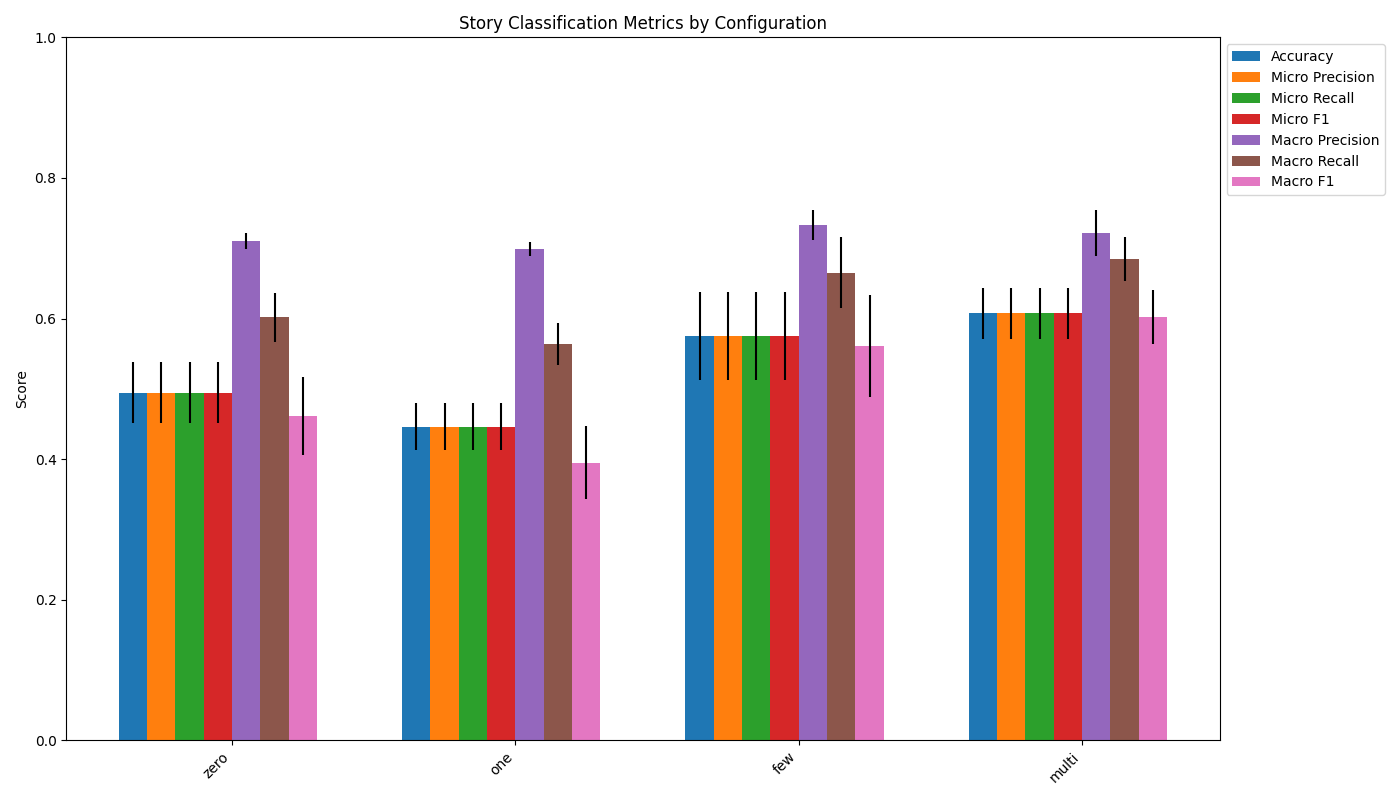 Story Classification Metrics by Configuration
1.0
0.8
0.6
0.4
0.2
0.0
Score
zero
one
few
multi
Accuracy
Micro Precision
Micro Recall
Micro F1
Macro Precision
Macro Recall
Macro F1